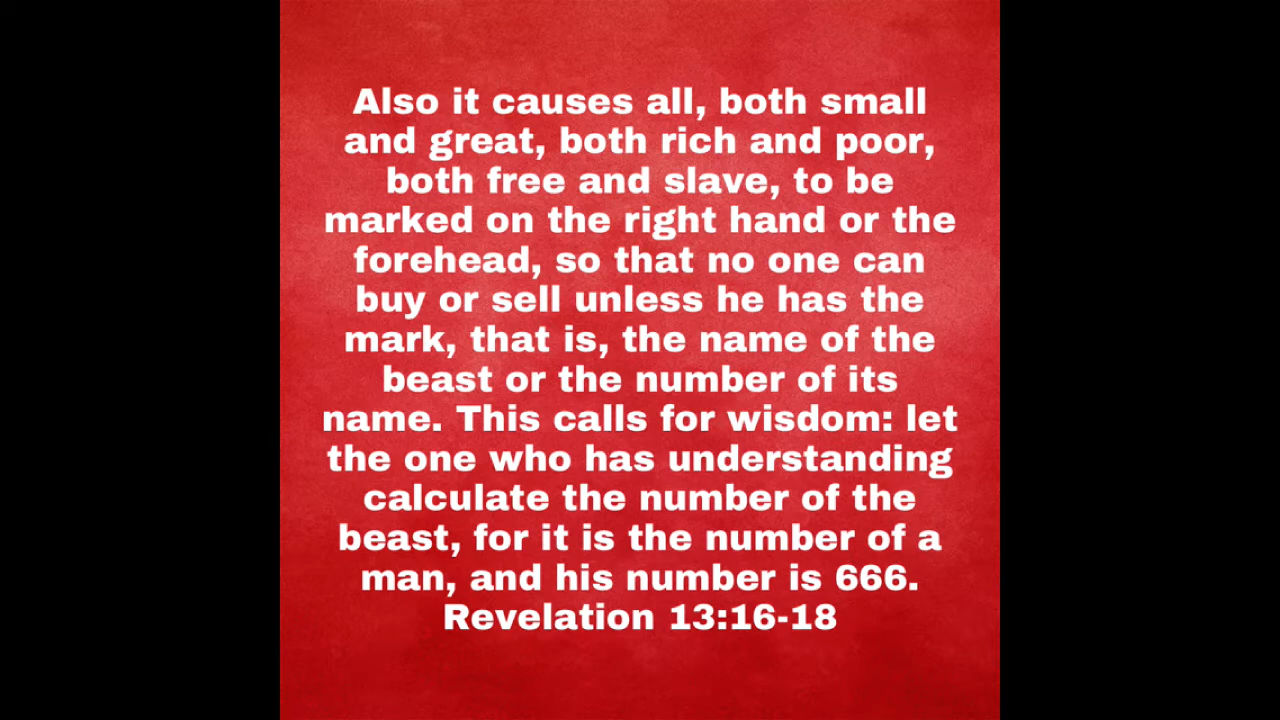 Also it causes all, both small
and great, both rich and poor,
both free and slave, to be
marked on the right hand or the
forehead, so that no one can
buy or sell unless he has the
mark, that is, the name of the
beast or the number of its
name. This calls for wisdom: let
the one who has understanding
calculate the number of the
beast, for it is the number of a
man, and his number is 666.
Revelation 13:16-18